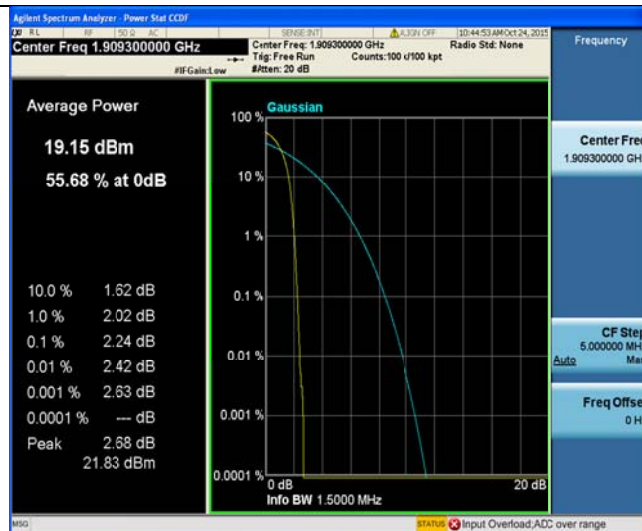 Agilent Spectrum Analyzer - Power Stat CCDF
RL RF 50 Ω AC SENSE:INT ALIGN OFF 10:44:53 AM Oct 24, 2015
Center Freq 1.909300000 GHz
Center Freq: 1.909300000 GHz Radio Std: None
Trig: Free Run Counts:100 k/100 kpt
#IFGain:Low #Atten: 20 dB
Frequency
Average Power
19.15 dBm
55.68 % at 0dB
10.0 % 1.62 dB
1.0 % 2.02 dB
0.1 % 2.24 dB
0.01 % 2.42 dB
0.001 % 2.63 dB
0.0001 % --- dB
Peak 2.68 dB
21.83 dBm
Gaussian
100 %
10 %
1 %
0.1 %
0.01 %
0.001 %
0.0001 %
0 dB 20 dB
Info BW 1.5000 MHz
Center Freq
1.909300000 GH
CF Step
5.000000 MH
Auto Ma
Freq Offse
0 H
MSG STATUS Input Overload;ADC over range